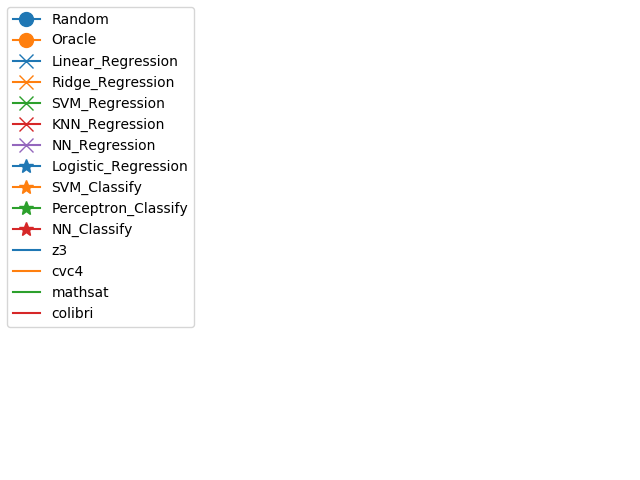 Random
Oracle
Linear_Regression
Ridge_Regression
SVM_Regression
KNN_Regression
NN_Regression
Logistic_Regression
SVM_Classify
Perceptron_Classify
NN_Classify
z3
cvc4
mathsat
colibri